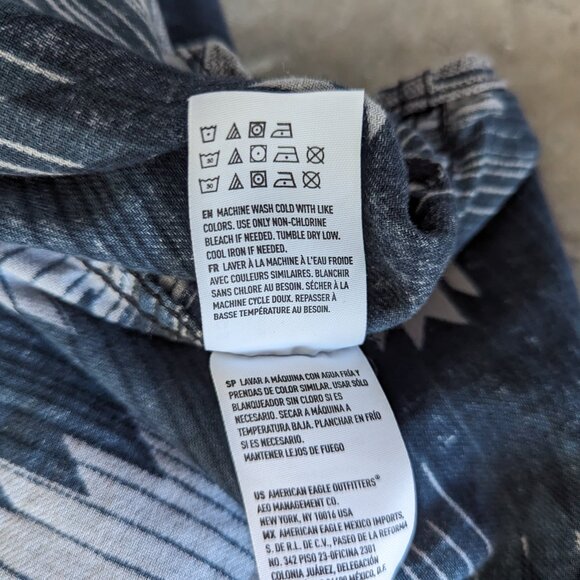 EN MACHINE WASH COLD WITH LIKE
COLORS. USE ONLY NON-CHLORINE
BLEACH IF NEEDED. TUMBLE DRY LOW.
COOL IRON IF NEEDED.
FR LAVER À LA MACHINE À L'EAU FROIDE
AVEC COULEURS SIMILAIRES. BLANCHIR
SANS CHLORE AU BESOIN. SÉCHER À LA
MACHINE CYCLE DOUX. REPASSER À
BASSE TEMPÉRATURE AU BESOIN.
SP LAVAR A MÁQUINA CON AGUA FRÍA Y
PRENDAS DE COLOR SIMILAR. USAR SÓLO
BLANQUEADOR SIN CLORO SI ES
NECESARIO. SECAR A MÁQUINA A
TEMPERATURA BAJA. PLANCHAR EN FRÍO
SI ES NECESARIO.
MANTENER LEJOS DE FUEGO
US AMERICAN EAGLE OUTFITTERS®
AEO MANAGEMENT CO.
NEW YORK, NY 10016 USA
MX AMERICAN EAGLE MEXICO IMPORTS,
S. DE R.L. DE C.V., PASEO DE LA REFORMA
NO. 342 PISO 23-OFICINA 2301
COLONIA JUÁREZ, DELEGACIÓN